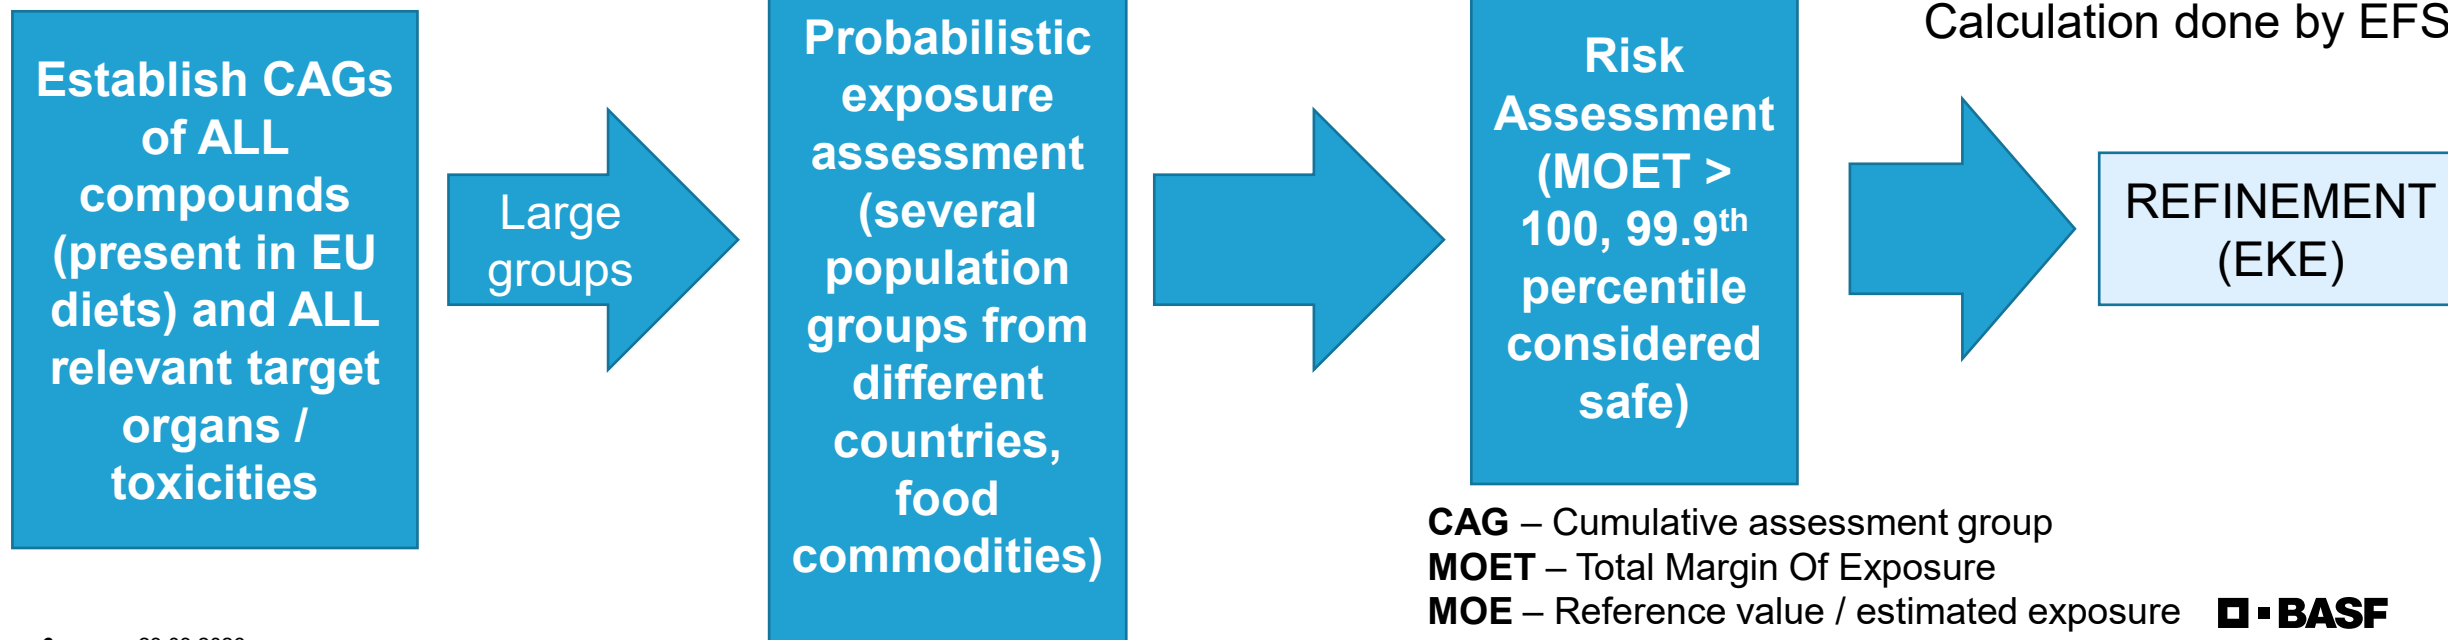 Calculation done by EFS
Establish CAGs
of ALL
compounds
(present in EU
diets) and ALL
relevant target
organs /
toxicities
Large
groups
Probabilistic
exposure
assessment
(several
population
groups from
different
countries,
food
commodities)
Risk
Assessment
(MOET >
100, 99.9th
percentile
considered
safe)
REFINEMENT
(EKE)
CAG – Cumulative assessment group
MOET – Total Margin Of Exposure
MOE – Reference value / estimated exposure
BASF